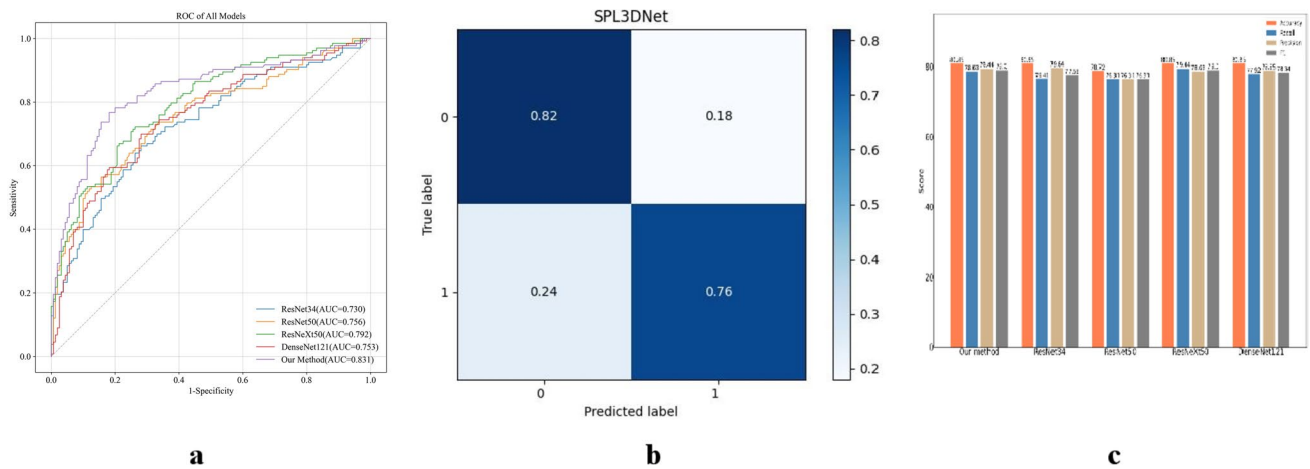 ROC of All Models
1.0
0.8
0.6
0.4
0.2
0.0
Sensitivity
0.0
0.2
0.4
0.6
0.8
1.0
1-Specificity
ResNet34(AUC=0.730)
ResNet50(AUC=0.756)
ResNeXt50(AUC=0.792)
DenseNet121(AUC=0.753)
Our Method(AUC=0.831)
a
SPL3DNet
True label
0
1
0.82
0.18
0.24
0.76
0
1
Predicted label
0.8
0.7
0.6
0.5
0.4
0.3
0.2
b
Accuracy
Recall
Precision
F1
Score
80
60
40
20
0
Our method
ResNet34
ResNet50
ResNeXt50
DenseNet121
c